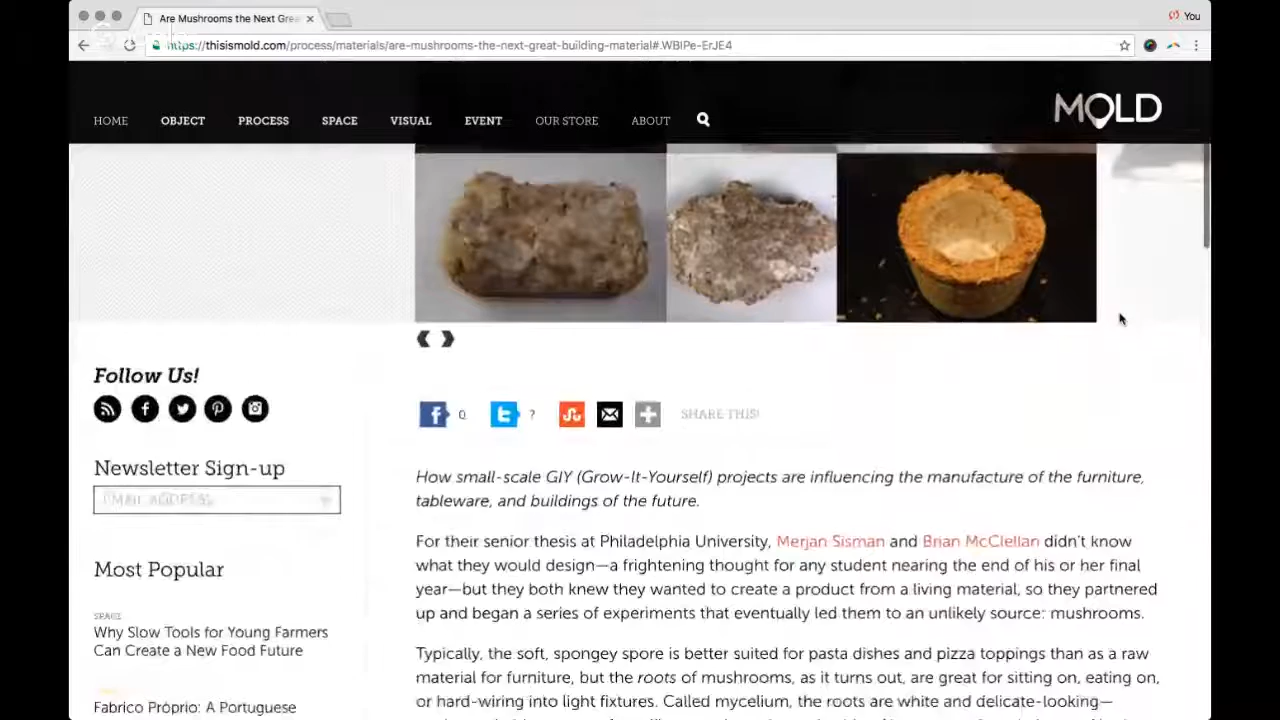 Are Mushrooms the Next Grea
You
https://thisismold.com/process/materials/are-mushrooms-the-next-great-building-material#.WBIPe-ErJE4
HOME OBJECT PROCESS SPACE VISUAL EVENT OUR STORE ABOUT
MOLD
Follow Us!
0 ? SHARE THIS!
Newsletter Sign-up
EMAIL ADDRESS
Most Popular
SPACE
Why Slow Tools for Young Farmers
Can Create a New Food Future
Fabrico Próprio: A Portuguese
How small-scale GIY (Grow-It-Yourself) projects are influencing the manufacture of the furniture,
tableware, and buildings of the future.
For their senior thesis at Philadelphia University, Merjan Sisman and Brian McClellan didn't know
what they would design—a frightening thought for any student nearing the end of his or her final
year—but they both knew they wanted to create a product from a living material, so they partnered
up and began a series of experiments that eventually led them to an unlikely source: mushrooms.
Typically, the soft, spongey spore is better suited for pasta dishes and pizza toppings than as a raw
material for furniture, but the roots of mushrooms, as it turns out, are great for sitting on, eating on,
or hard-wiring into light fixtures. Called mycelium, the roots are white and delicate-looking—